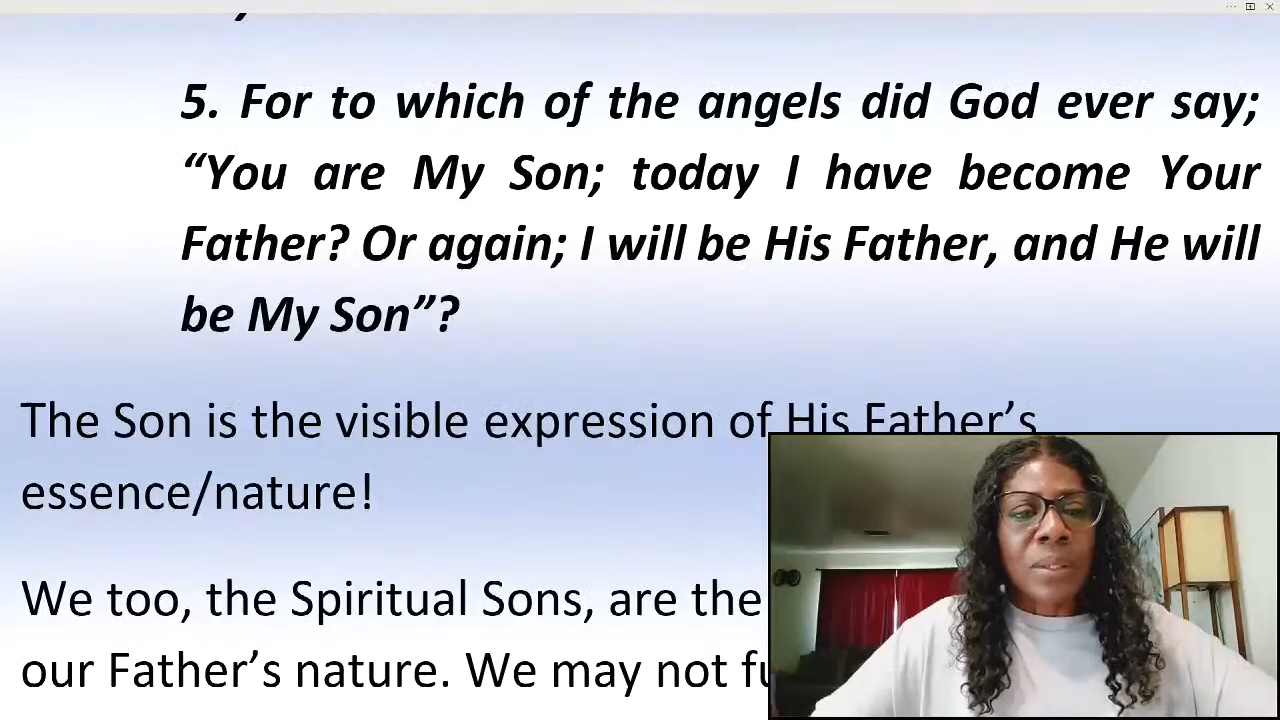 5. For to which of the angels did God ever say;
“You are My Son; today I have become Your
Father? Or again; I will be His Father, and He will
be My Son”?
The Son is the visible expression of His Father’s
essence/nature!
We too, the Spiritual Sons, are the
our Father’s nature. We may not